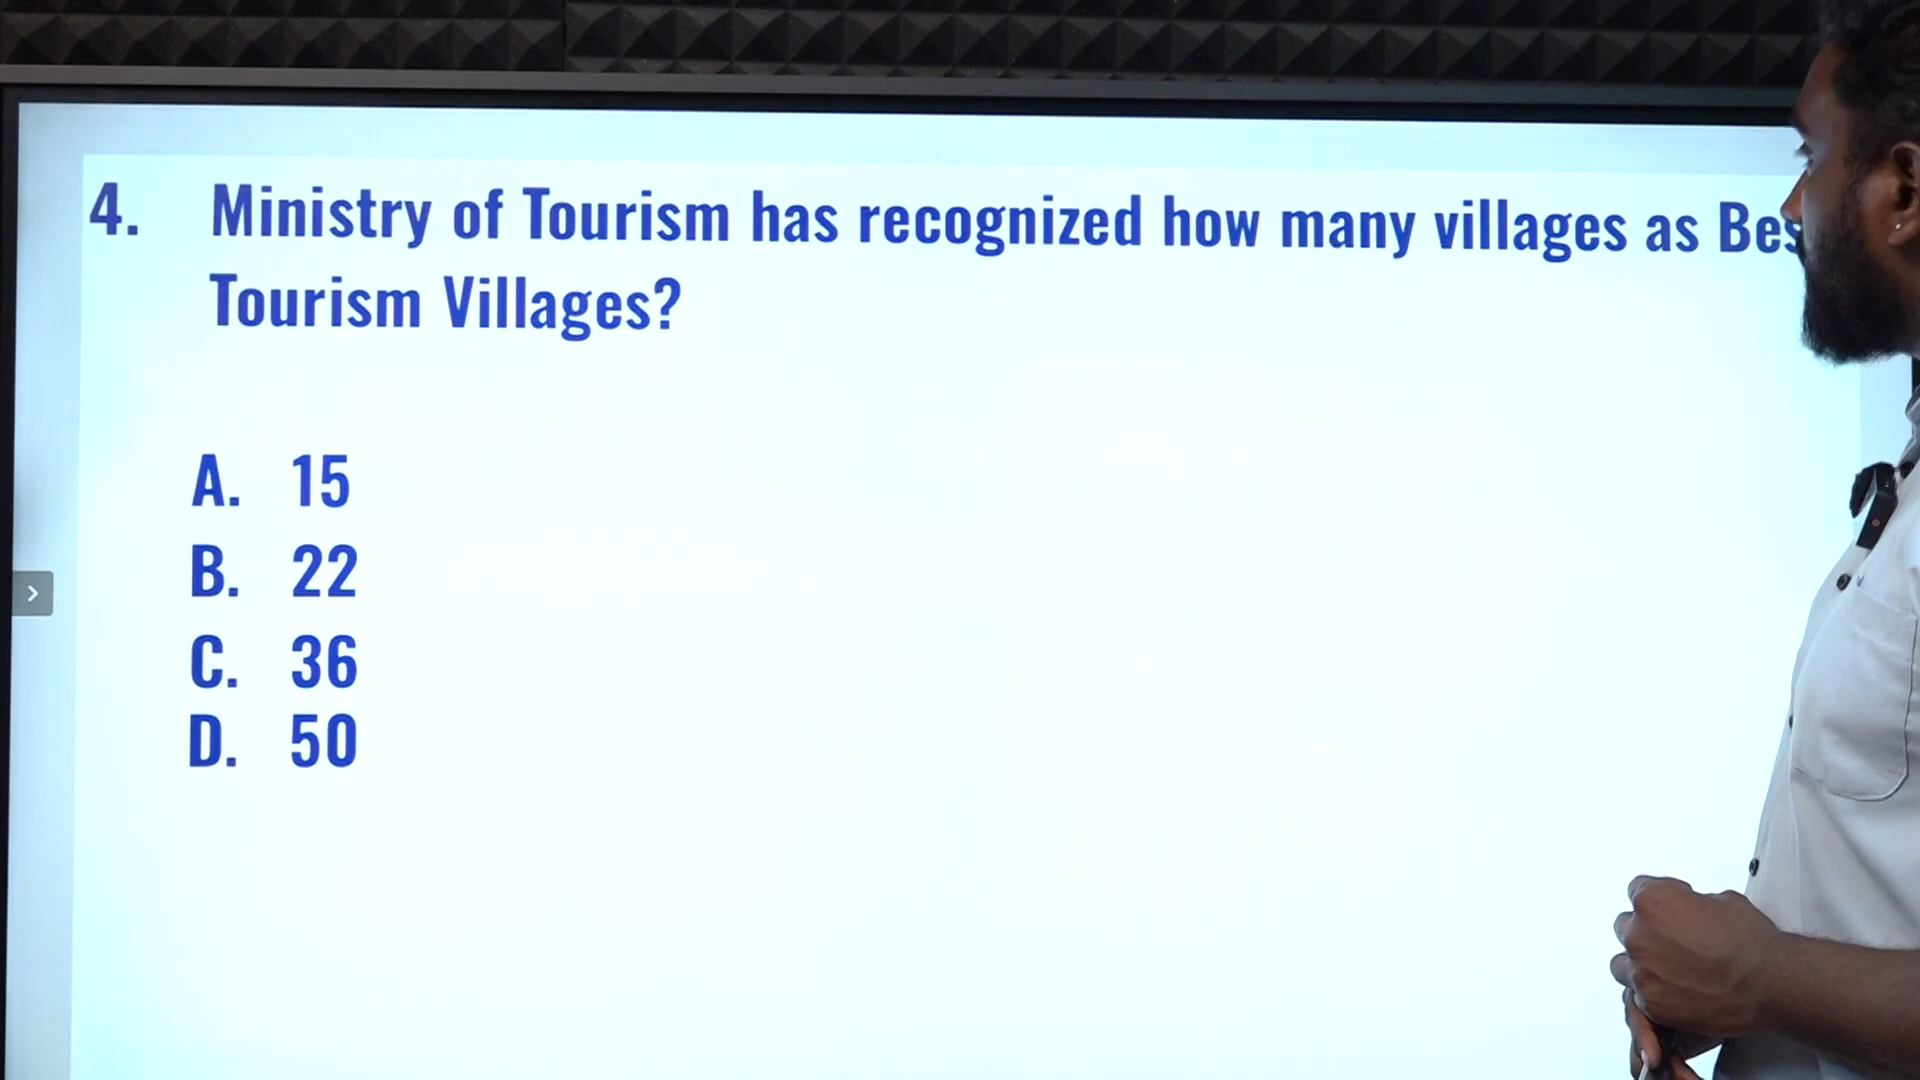 4. Ministry of Tourism has recognized how many villages as
Tourism Villages?
A. 15
B. 22
C. 36
D. 50